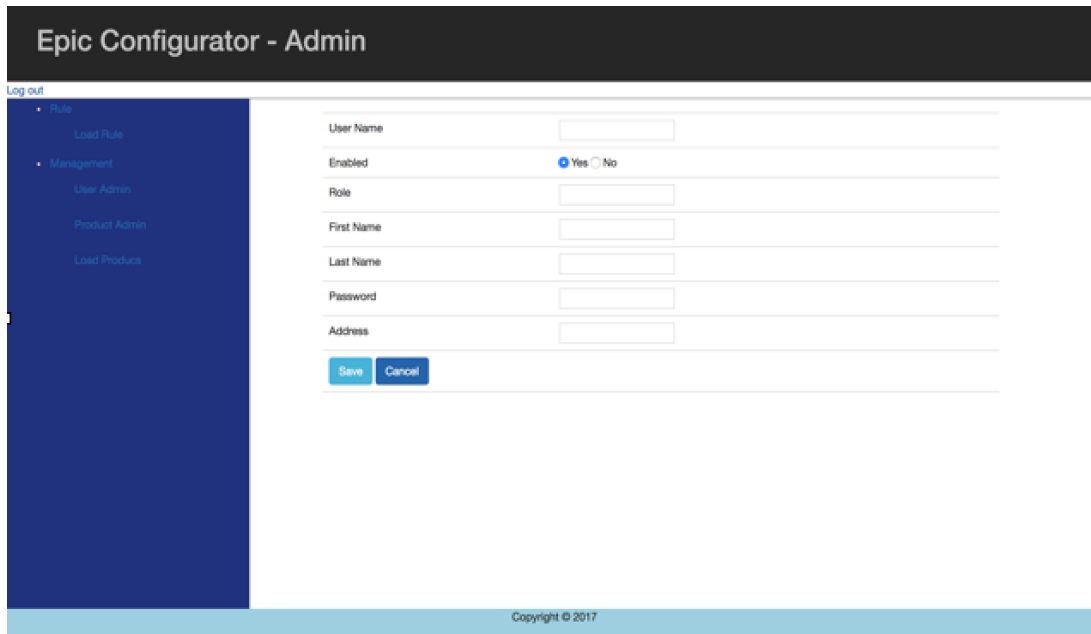 Epic Configurator - Admin
Log out
Rule
Load Rule
Management
User Admin
Product Admin
Load Producs
User Name
Enabled Yes No
Role
First Name
Last Name
Password
Address
Save Cancel
Copyright © 2017